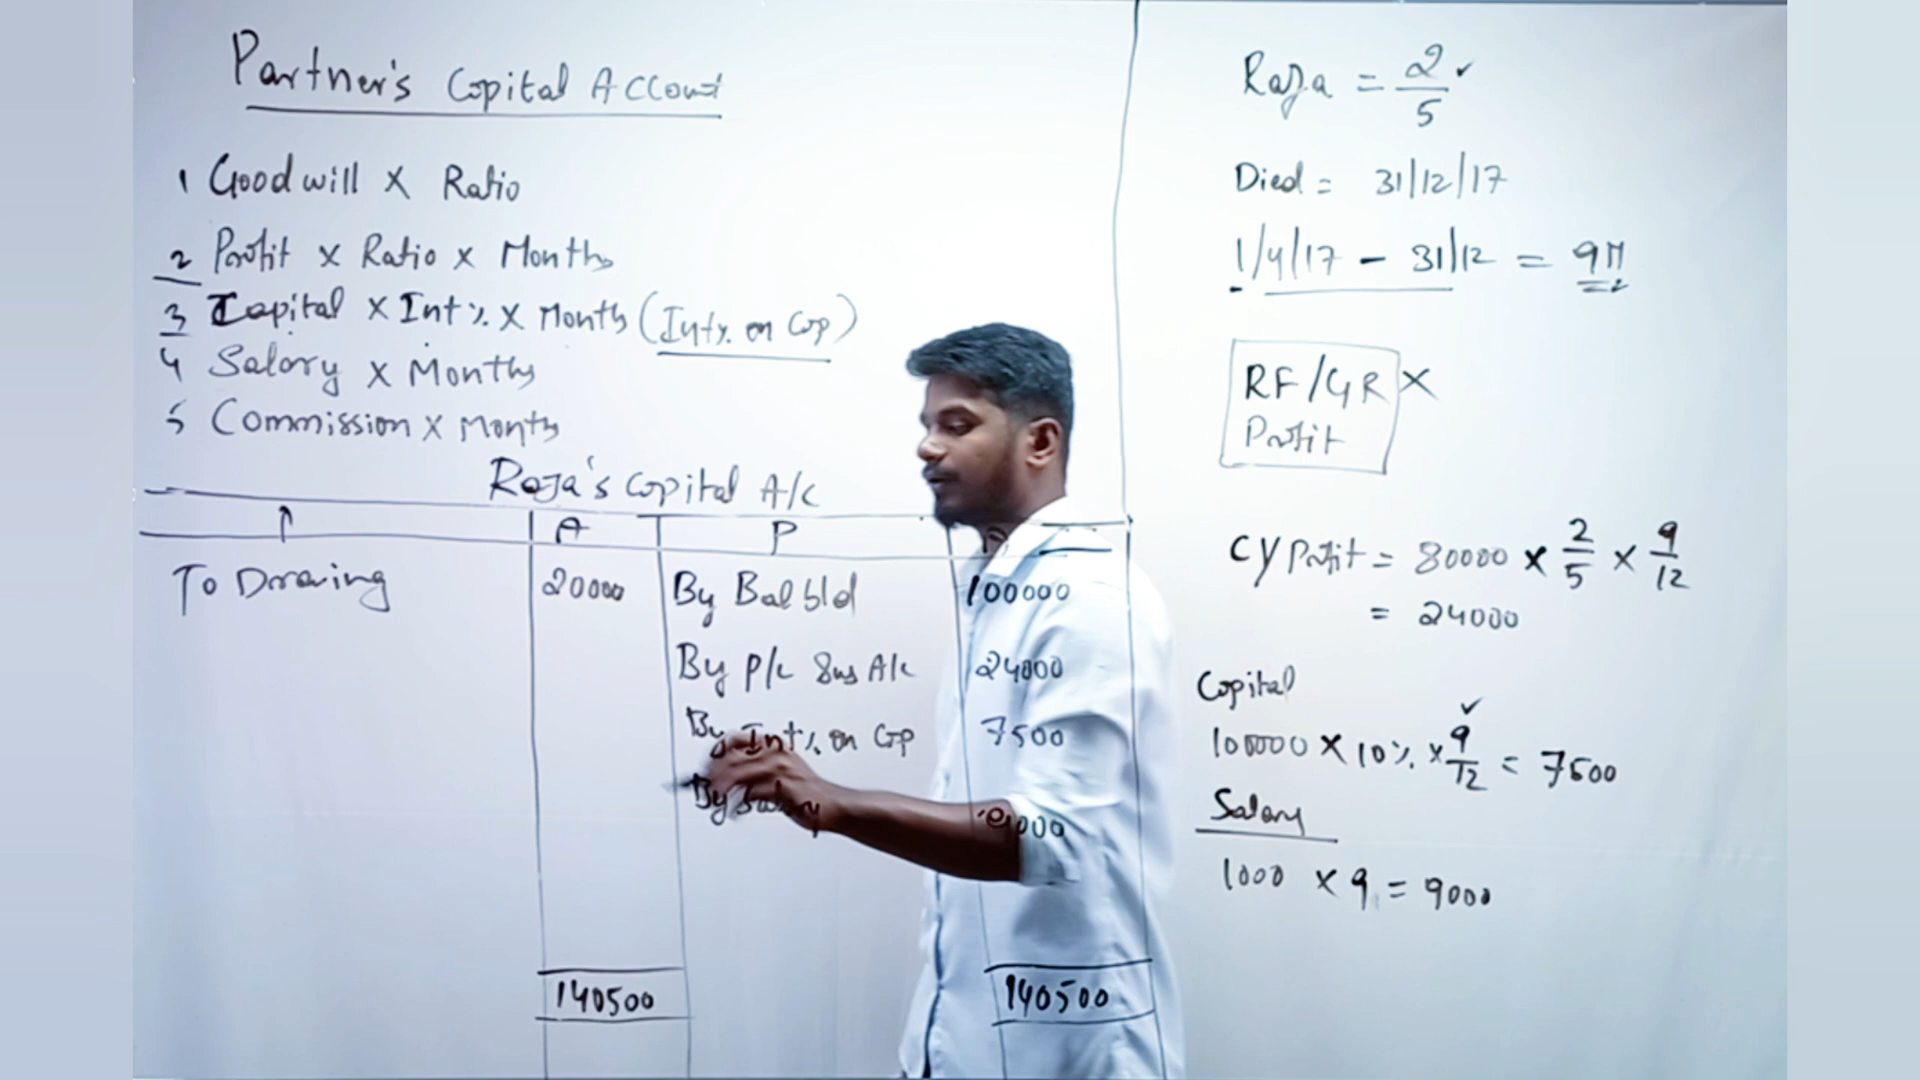 Partner's Capital Account
1 Goodwill X Ratio
2 Profit x Ratio x Months
3 Capital X Int % X Month (Int% on Cap)
4 Salary X Months
5 Commission X Months
Raja's Capital A/c
P A P
To Drawing 20000 By Bal b/d 100000
By P/L Sus A/c 24000
By Int% on Cap 7500
By Salary 9000
140500 140500
Raja = 2/5 ✓
Died = 31/12/17
1/4/17 - 31/12 = 9M
RF/GR X
Profit
CY Profit = 80000 x 2/5 x 9/12
= 24000
Capital
100000 X 10% x 9/12 = 7500
Salary
1000 x 9 = 9000